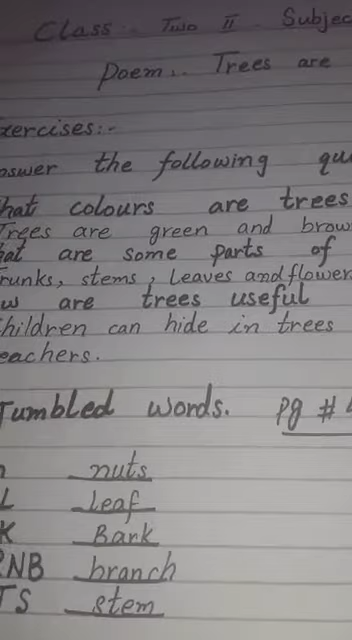 Class:- Two II Subjec
Poem:. Trees are
xercises:-
nswer the following qu
hat colours are trees
Trees are green and brow
hat are some parts of
runks, stems, leaves and flower
w are trees useful
hildren can hide in trees
eachers.
Jumbled words. pg #
nuts
L leaf
K Bark
NB branch
TS stem